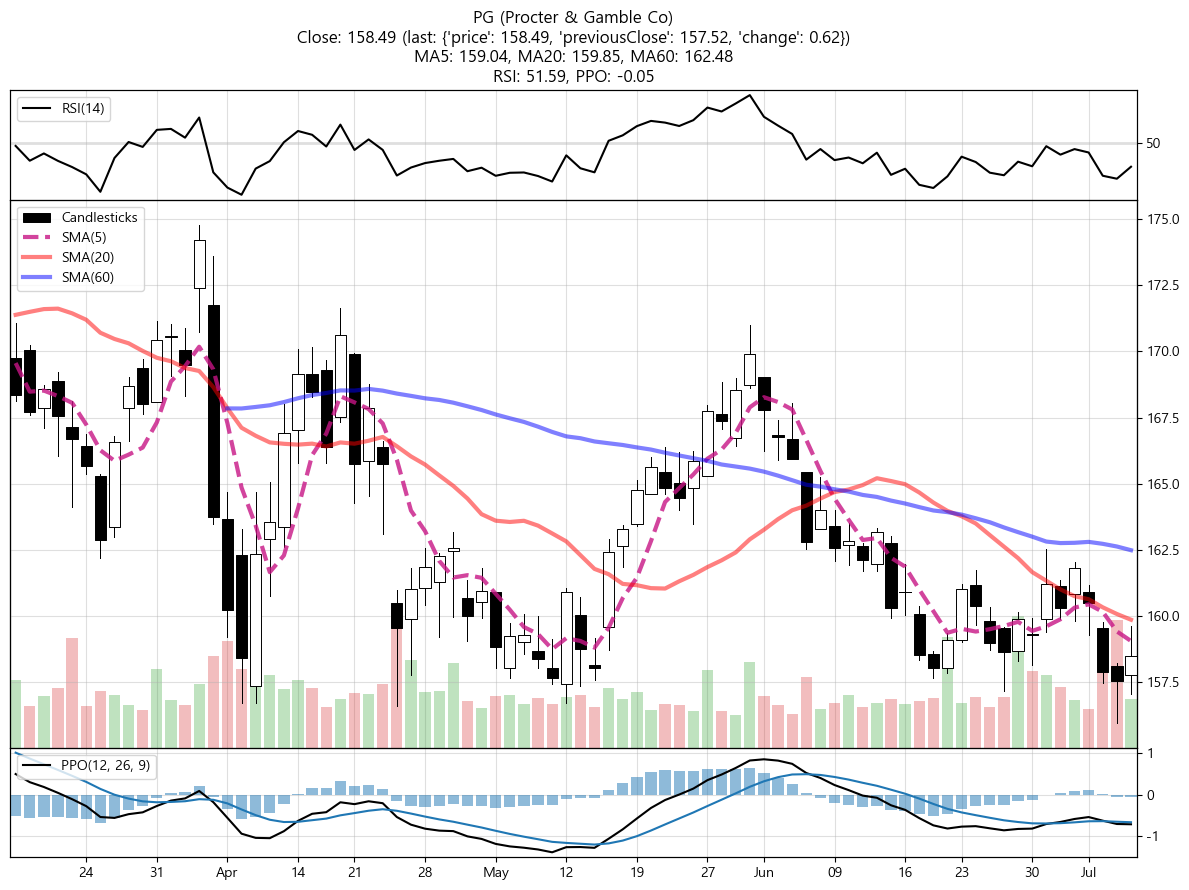 PG (Procter & Gamble Co)
Close: 158.49 (last: {'price': 158.49, 'previousClose': 157.52, 'change': 0.62})
MA5: 159.04, MA20: 159.85, MA60: 162.48
RSI: 51.59, PPO: -0.05
RSI(14)
50
Candlesticks
SMA(5)
SMA(20)
SMA(60)
175.0
172.5
170.0
167.5
165.0
162.5
160.0
157.5
PPO(12, 26, 9)
1
0
-1
24 31 Apr 14 21 28 May 12 19 27 Jun 09 16 23 30 Jul